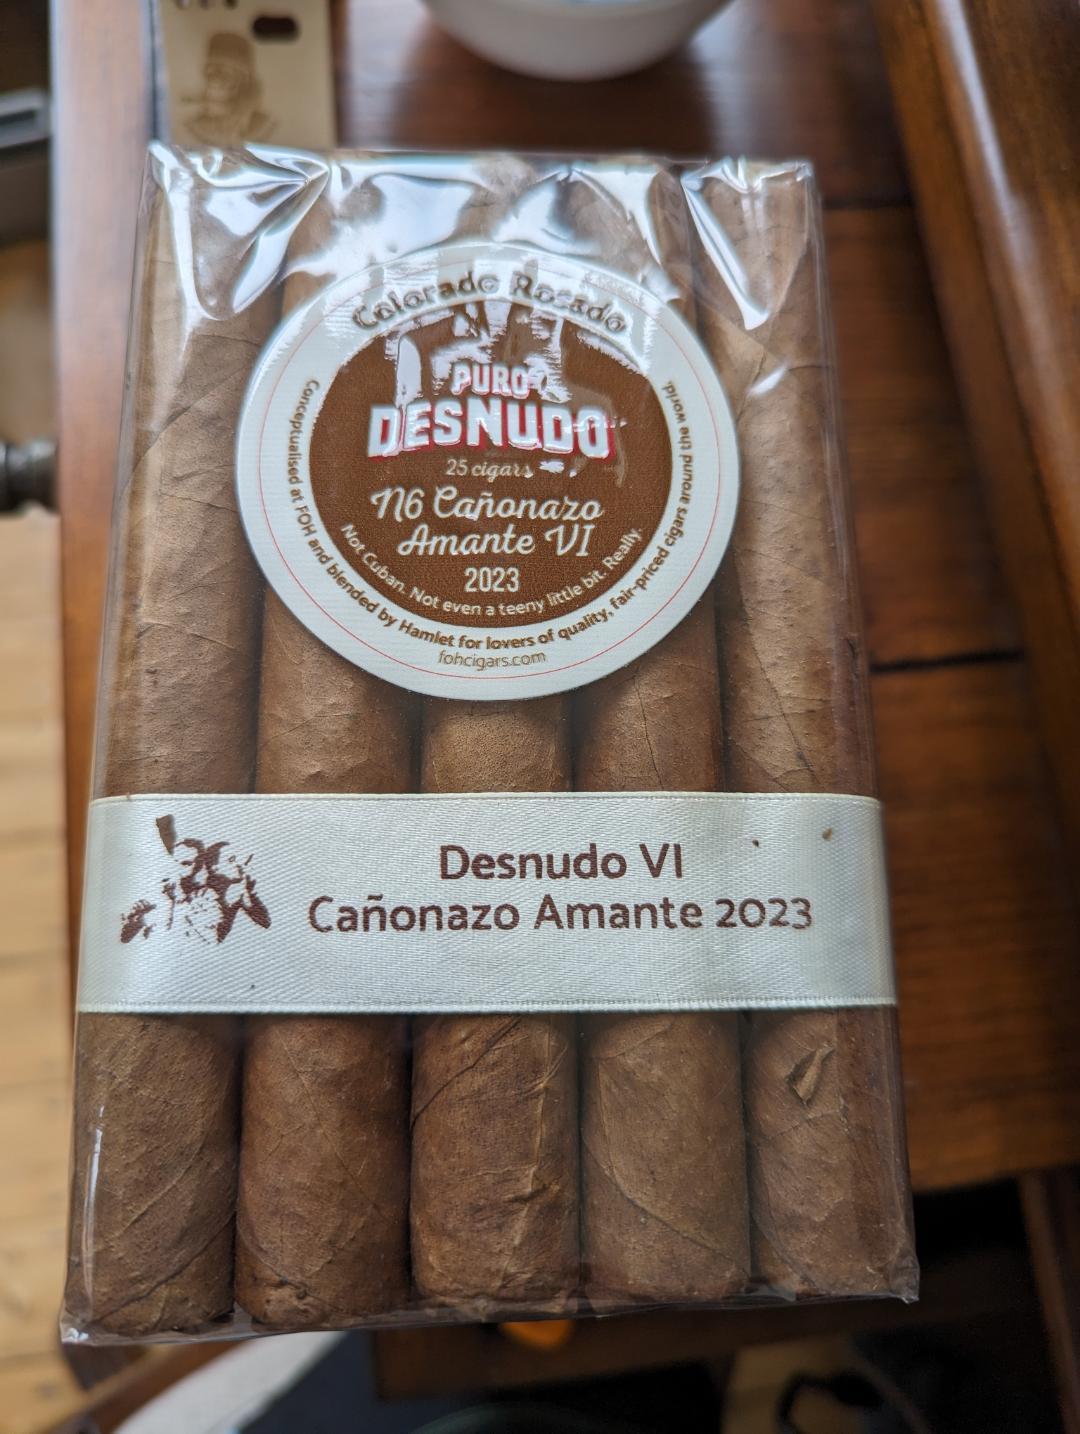 Colorado Rosado
PURO
DESNUDO
25 cigars
N6 Cañonazo
Amante VI
2023
Not Cuban. Not even a teeny little bit. Really.
Conceptualised at FOH and blended by Hamlet for lovers of quality, fair-priced cigars around the world.
fohcigars.com
Desnudo VI
Cañonazo Amante 2023